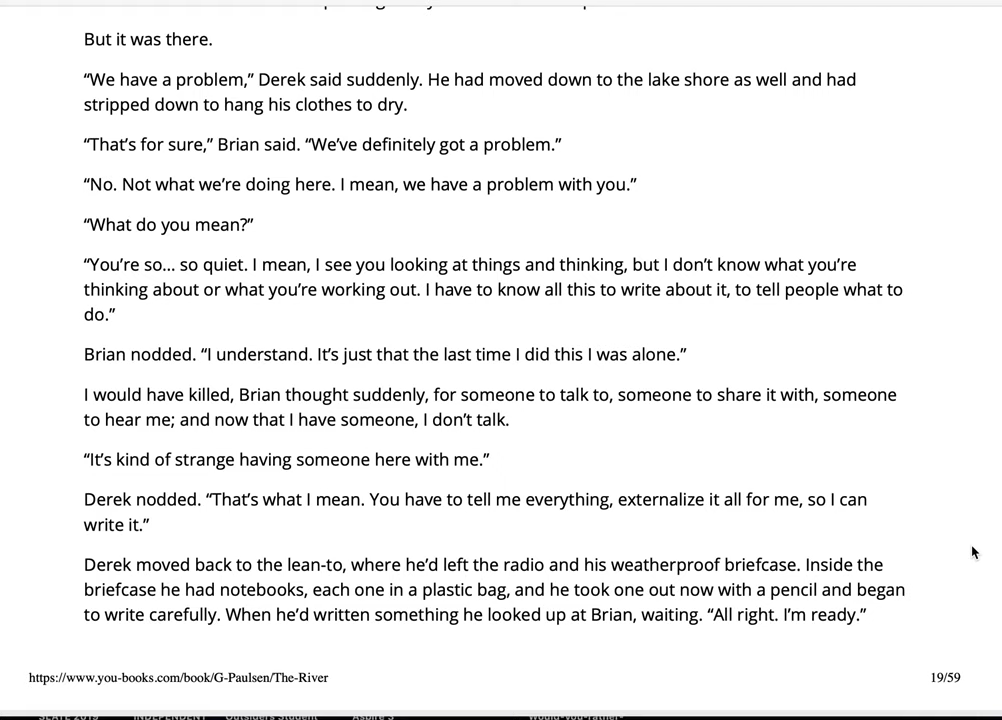 But it was there.
“We have a problem,” Derek said suddenly. He had moved down to the lake shore as well and had
stripped down to hang his clothes to dry.
“That’s for sure,” Brian said. “We’ve definitely got a problem.”
“No. Not what we’re doing here. I mean, we have a problem with you.”
“What do you mean?”
“You’re so... so quiet. I mean, I see you looking at things and thinking, but I don’t know what you’re
thinking about or what you’re working out. I have to know all this to write about it, to tell people what to
do.”
Brian nodded. “I understand. It’s just that the last time I did this I was alone.”
I would have killed, Brian thought suddenly, for someone to talk to, someone to share it with, someone
to hear me; and now that I have someone, I don’t talk.
“It’s kind of strange having someone here with me.”
Derek nodded. “That’s what I mean. You have to tell me everything, externalize it all for me, so I can
write it.”
Derek moved back to the lean-to, where he’d left the radio and his weatherproof briefcase. Inside the
briefcase he had notebooks, each one in a plastic bag, and he took one out now with a pencil and began
to write carefully. When he’d written something he looked up at Brian, waiting. “All right. I’m ready.”
https://www.you-books.com/book/G-Paulsen/The-River 19/59